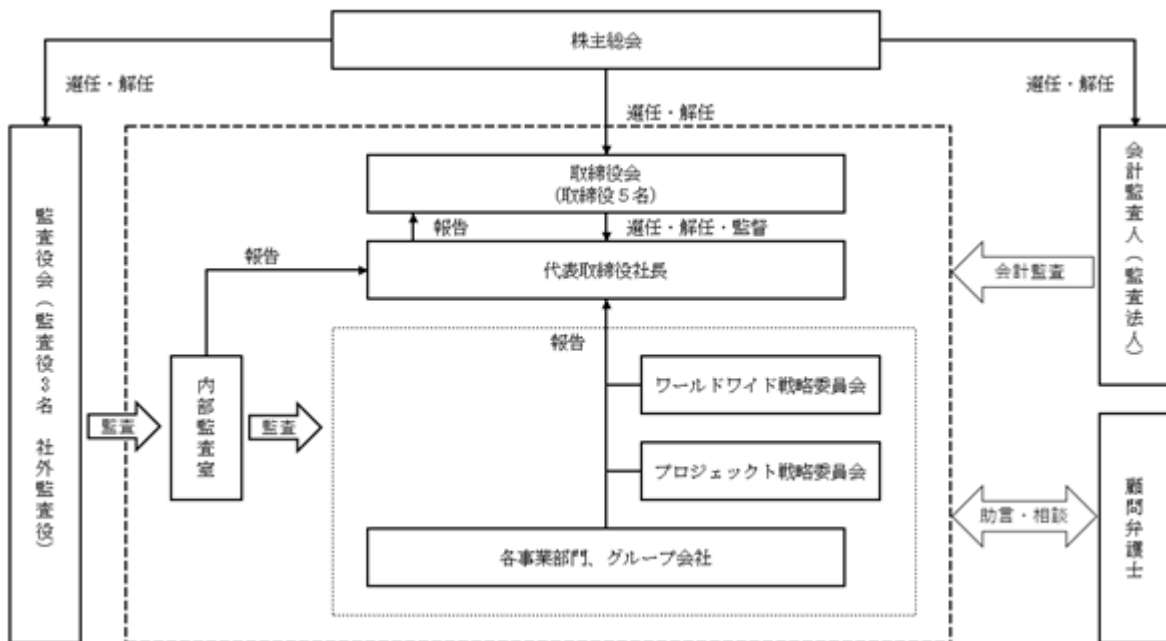 株主総会
選任・解任
選任・解任
選任・解任
取締役会
(取締役5名)
報告
選任・解任・監督
代表取締役社長
報告
報告
監査役会(監査役3名 社外監査役)
監査
内部監査室
監査
ワールドワイド戦略委員会
プロジェックト戦略委員会
各事業部門、グループ会社
会計監査人(監査法人)
会計監査
助言・相談
顧問弁護士